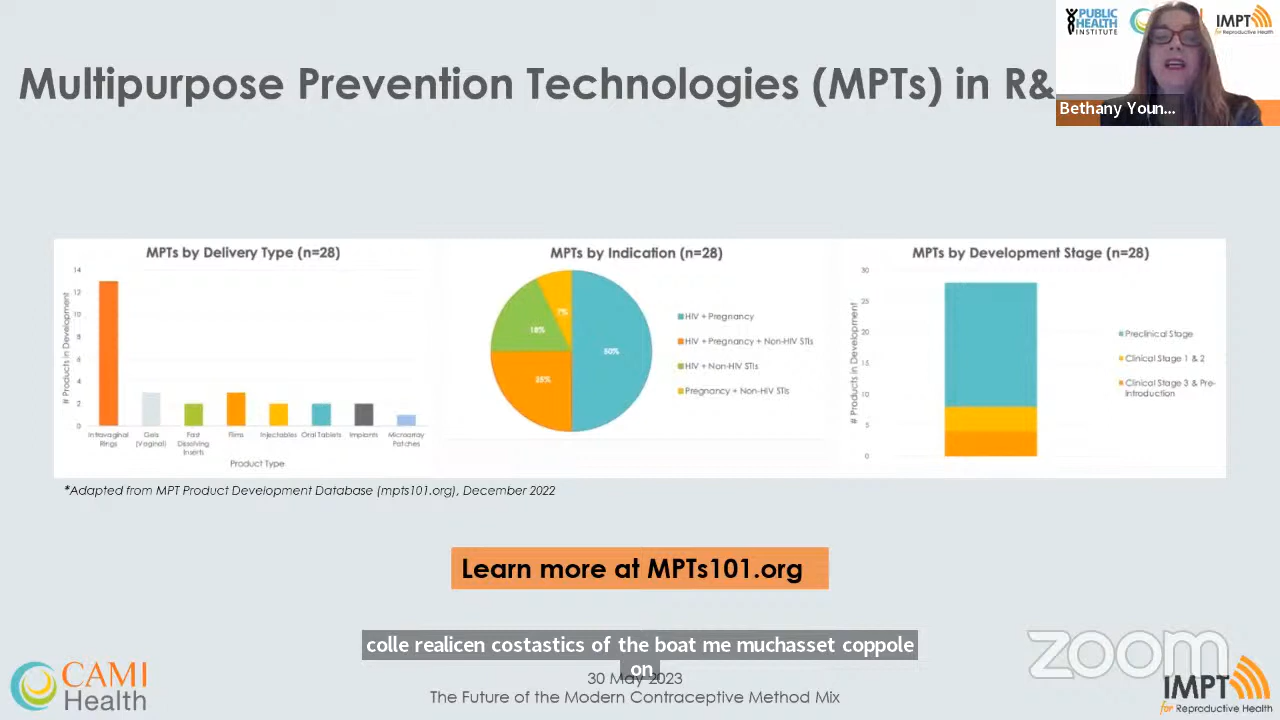 Multipurpose Prevention Technologies (MPTs) in R&
PUBLIC
HEALTH
INSTITUTE
IMPT
for Reproductive Health
Bethany Youn...
MPTs by Delivery Type (n=28)
14
12
10
8
6
4
2
0
# Products in Development
Intravaginal
Rings
Gels
(Vaginal)
Fast
Dissolving
Inserts
Films
Injectables
Oral Tablets
Implants
Microarray
Patches
Product Type
MPTs by Indication (n=28)
7%
18%
50%
25%
HIV + Pregnancy
HIV + Pregnancy + Non-HIV STIs
HIV + Non-HIV STIs
Pregnancy + Non-HIV STIs
MPTs by Development Stage (n=28)
30
25
20
15
10
5
0
# Products in Development
Preclinical Stage
Clinical Stage 1 & 2
Clinical Stage 3 & Pre-
Introduction
*Adapted from MPT Product Development Database (mpts101.org), December 2022
Learn more at MPTs101.org
colle realicen costastics of the boat me muchasset coppole
on
30 May 2023
The Future of the Modern Contraceptive Method Mix
CAMI
Health
zoom
IMPT
for Reproductive Health